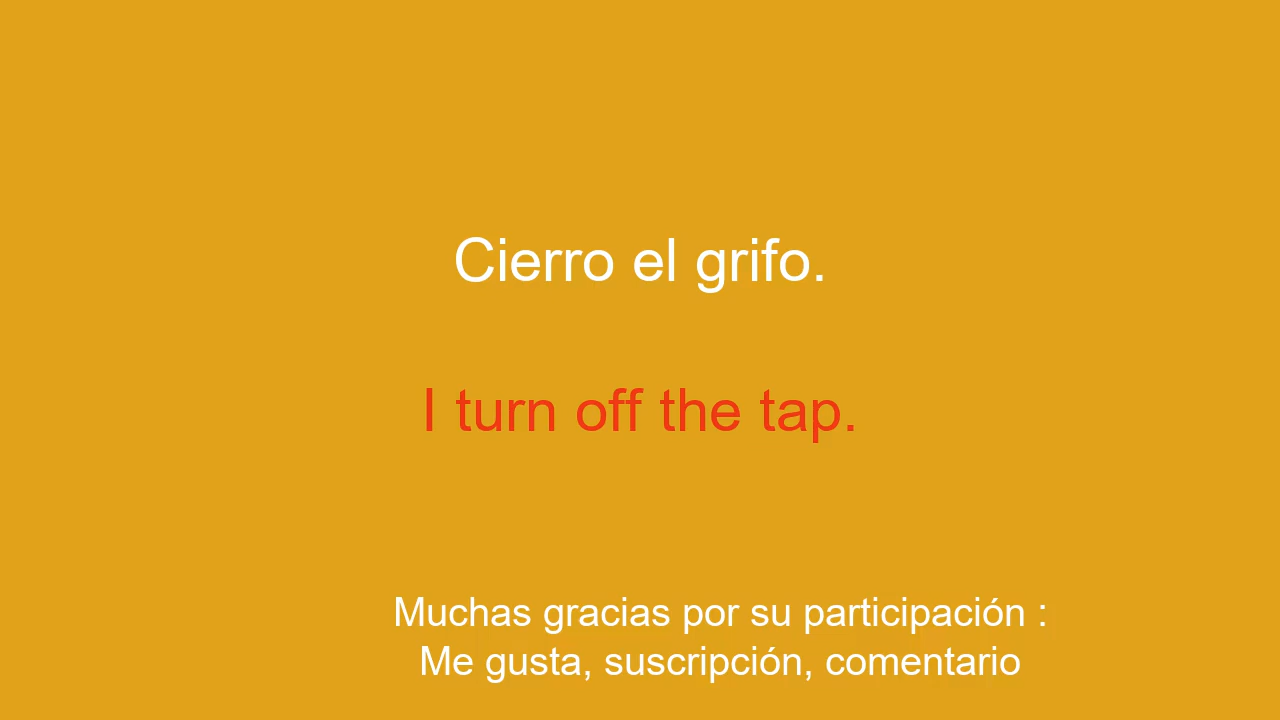 Cierro el grifo.
I turn off the tap.
Muchas gracias por su participación :
Me gusta, suscripción, comentario